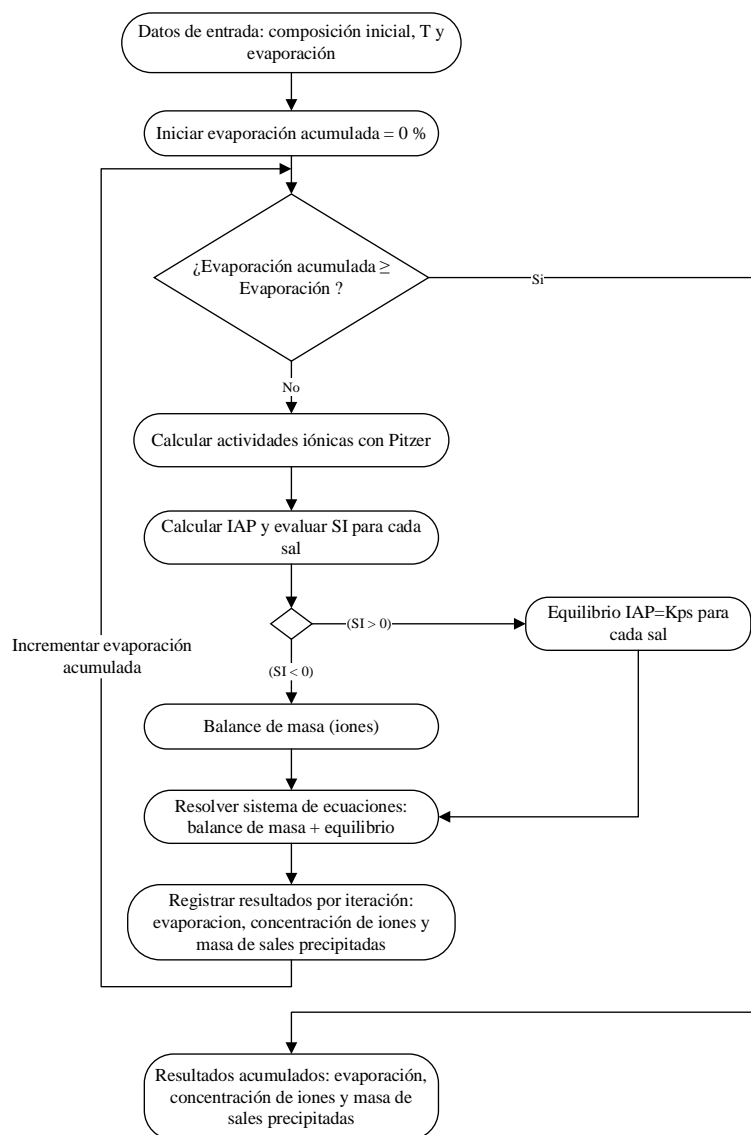 Datos de entrada: composición inicial, T y
evaporación
Iniciar evaporación acumulada = 0 %
¿Evaporación acumulada ≥
Evaporación ?
Si
No
Calcular actividades iónicas con Pitzer
Calcular IAP y evaluar SI para cada
sal
(SI > 0)
Equilibrio IAP=Kps para
cada sal
(SI < 0)
Incrementar evaporación
acumulada
Balance de masa (iones)
Resolver sistema de ecuaciones:
balance de masa + equilibrio
Registrar resultados por iteración:
evaporacion, concentración de iones y
masa de sales precipitadas
Resultados acumulados: evaporación,
concentración de iones y masa de
sales precipitadas